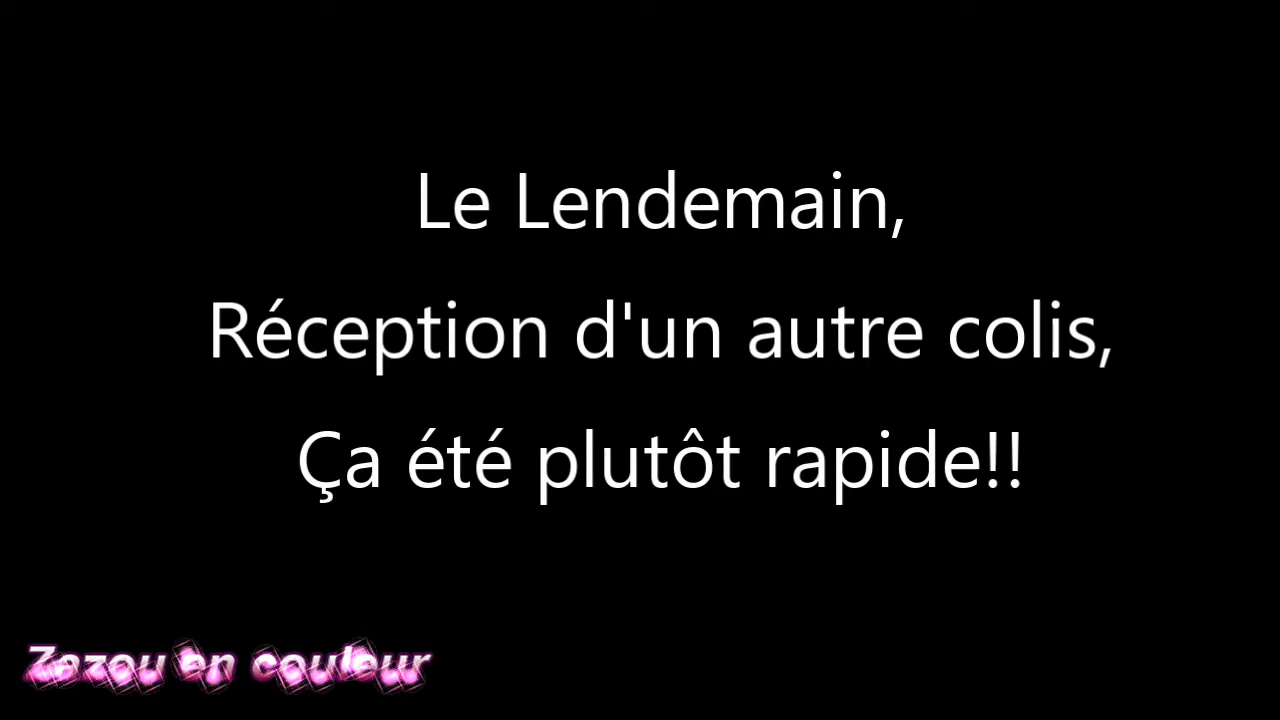 Le Lendemain,
Réception d'un autre colis,
Ça été plutôt rapide!!
Zazou en couleur